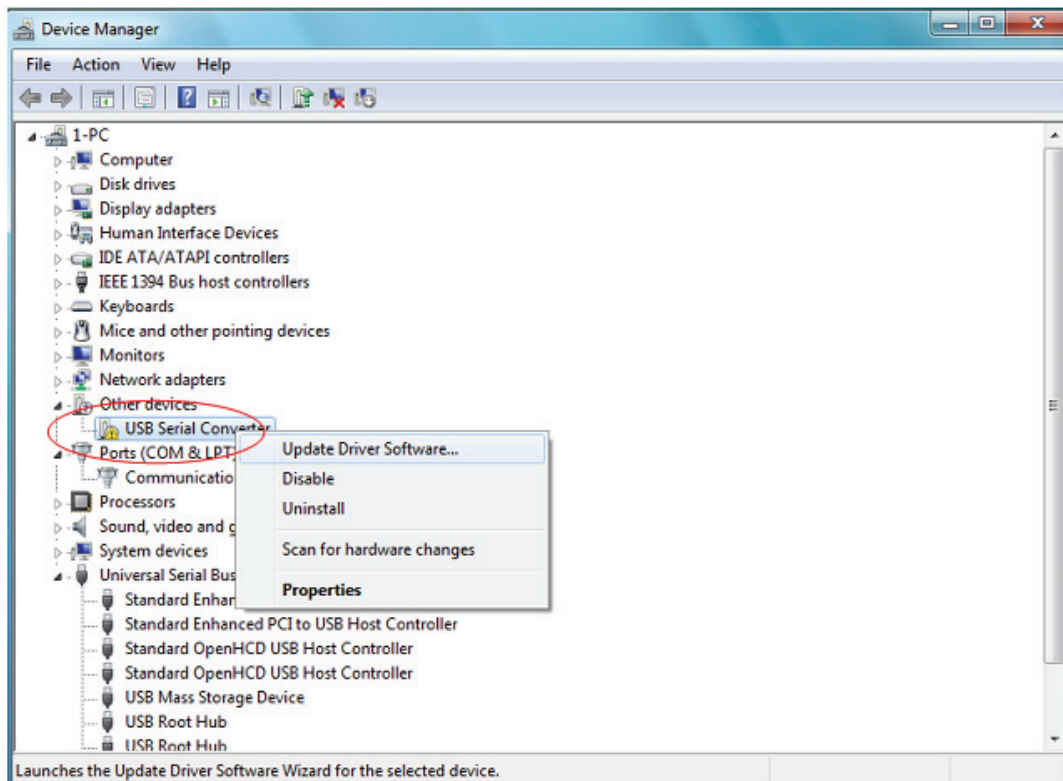 Device Manager
File Action View Help
1-PC
Computer
Disk drives
Display adapters
Human Interface Devices
IDE ATA/ATAPI controllers
IEEE 1394 Bus host controllers
Keyboards
Mice and other pointing devices
Monitors
Network adapters
Other devices
USB Serial Converter
Update Driver Software...
Ports (COM & LPT)
Communicatio
Disable
Processors
Uninstall
Sound, video and g
System devices
Scan for hardware changes
Universal Serial Bus
Properties
Standard Enhan
Standard Enhanced PCI to USB Host Controller
Standard OpenHCD USB Host Controller
Standard OpenHCD USB Host Controller
USB Mass Storage Device
USB Root Hub
USB Root Hub
Launches the Update Driver Software Wizard for the selected device.